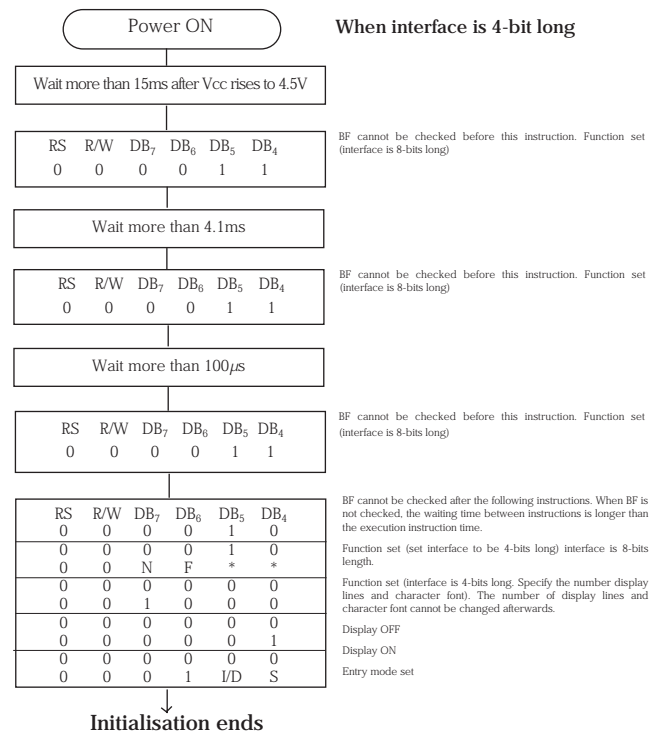 Power ON
When interface is 4-bit long
Wait more than 15ms after Vcc rises to 4.5V
RS R/W DB7 DB6 DB5 DB4
0 0 0 0 1 1
BF cannot be checked before this instruction. Function set
(interface is 8-bits long)
Wait more than 4.1ms
RS R/W DB7 DB6 DB5 DB4
0 0 0 0 1 1
BF cannot be checked before this instruction. Function set
(interface is 8-bits long)
Wait more than 100μs
RS R/W DB7 DB6 DB5 DB4
0 0 0 0 1 1
BF cannot be checked before this instruction. Function set
(interface is 8-bits long)
RS R/W DB7 DB6 DB5 DB4
0 0 0 0 1 0
0 0 0 0 1 0
0 0 N F * *
0 0 0 0 0 0
0 0 1 0 0 0
0 0 0 0 0 0
0 0 0 0 0 1
0 0 0 0 0 0
0 0 0 1 I/D S
BF cannot be checked after the following instructions. When BF is
not checked, the waiting time between instructions is longer than
the execution instruction time.
Function set (set interface to be 4-bits long) interface is 8-bits
length.
Function set (interface is 4-bits long. Specify the number display
lines and character font). The number of display lines and
character font cannot be changed afterwards.
Display OFF
Display ON
Entry mode set
Initialisation ends